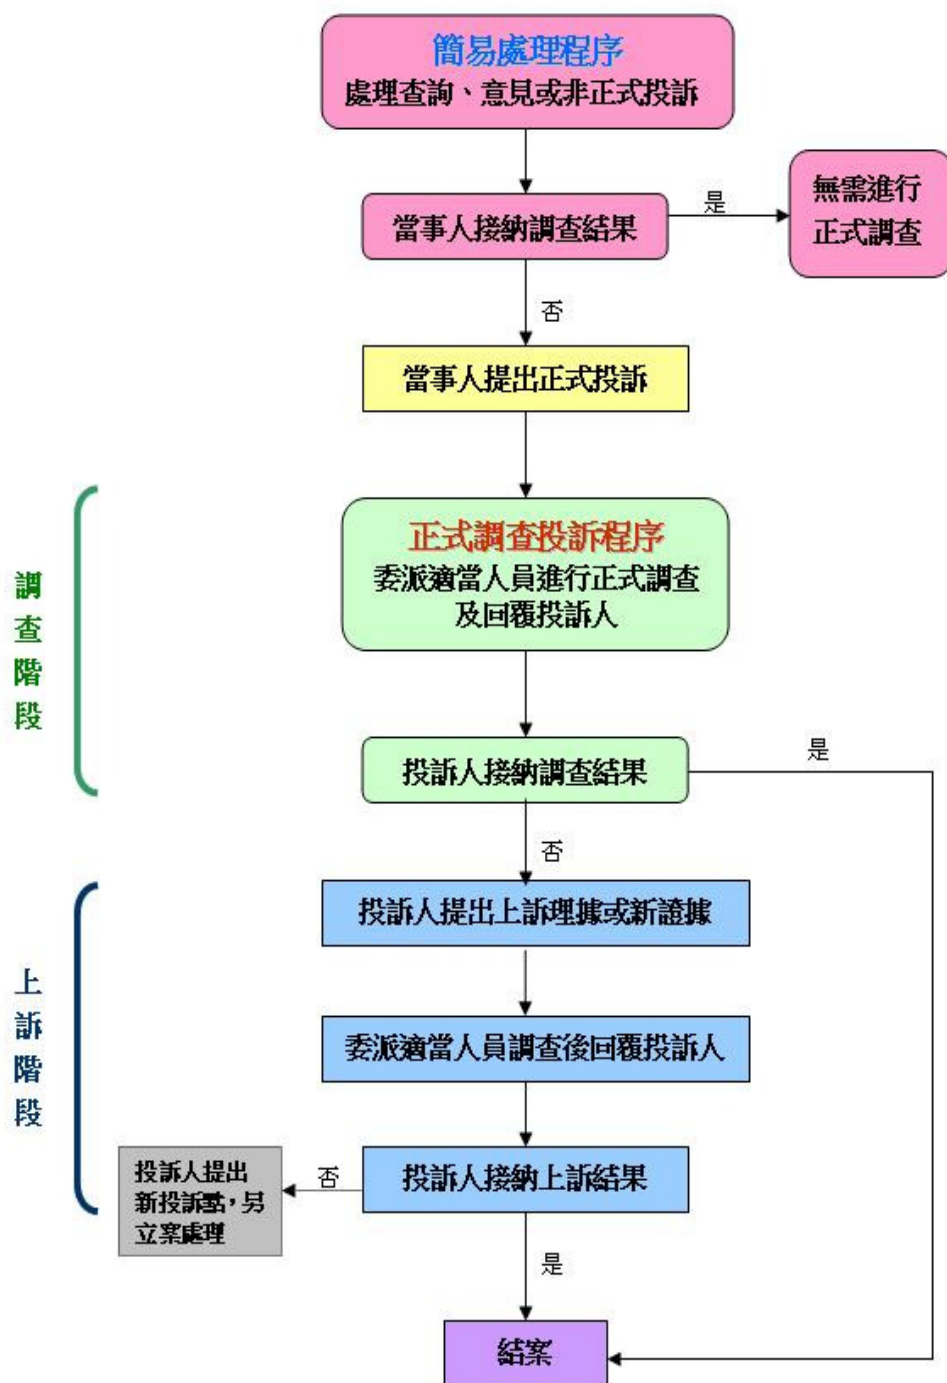 簡易處理程序
處理查詢、意見或非正式投訴
當事人接納調查結果
是
無需進行
正式調查
否
當事人提出正式投訴
調查階段
正式調查投訴程序
委派適當人員進行正式調查
及回覆投訴人
投訴人接納調查結果
是
否
上訴階段
投訴人提出上訴理據或新證據
委派適當人員調查後回覆投訴人
投訴人接納上訴結果
否
投訴人提出
新投訴點，另
立案處理
是
結案